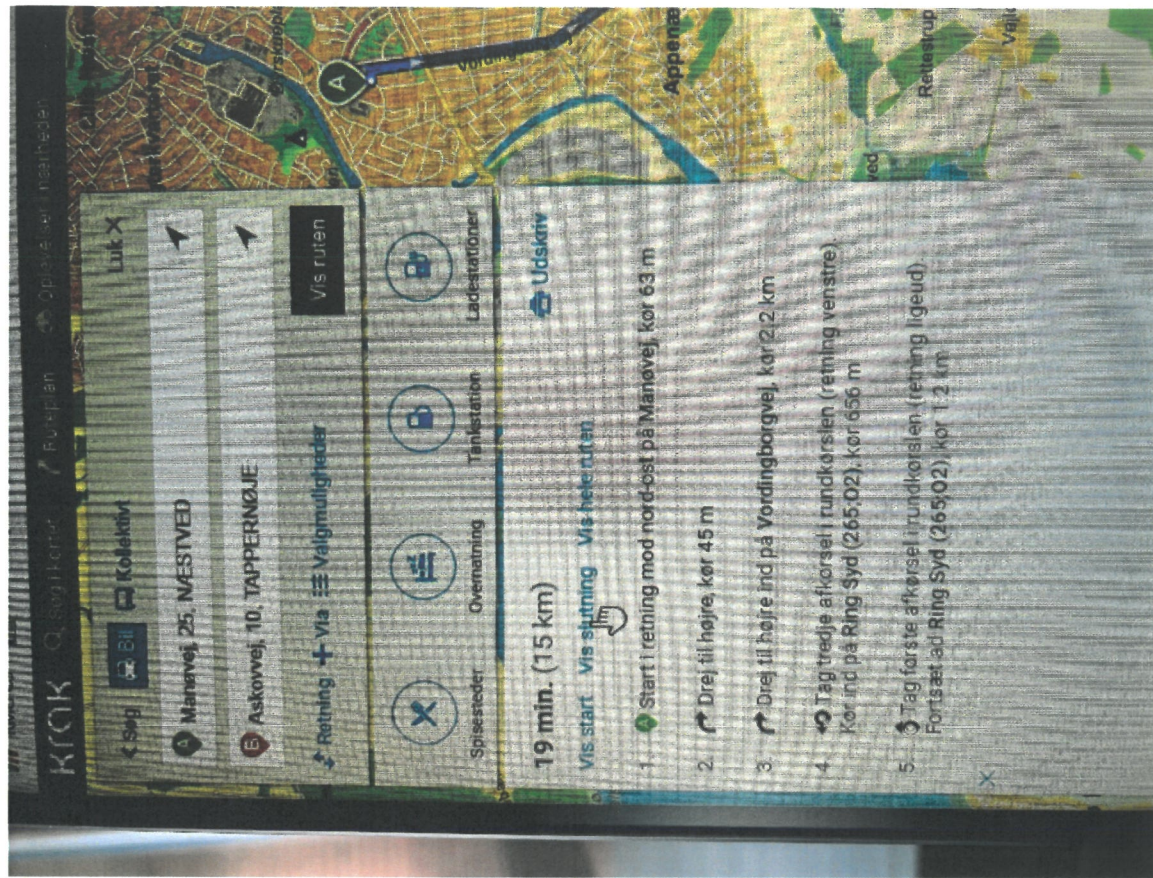 Krak Søg i kortet Ruteplan Oplevelser i nærheden
< Søg Bil Kollektivt Luk X
A Manøvej, 25, NÆSTVED
B Askovvej, 10, TAPPERNØJE
Retning + Via Valgmuligheder Vis ruten
Spisesteder Overnatning Tankstation Ladestationer
19 min. (15 km) Udskriv
Vis start Vis slutning Vis hele ruten
1. A Start i retning mod nord-øst på Manøvej, kør 63 m
2. Drej til højre, kør 45 m
3. Drej til højre ind på Vordingborgvej, kør 2.2 km
4. Tag tredje afkørsel i rundkørslen (retning venstre).
Kør ind på Ring Syd (265;O2), kør 656 m
5. Tag første afkørsel i rundkørslen (retning ligeud).
Fortsæt ad Ring Syd (265;O2), kør 1.2 km
A
Appenæs
Rettestrup